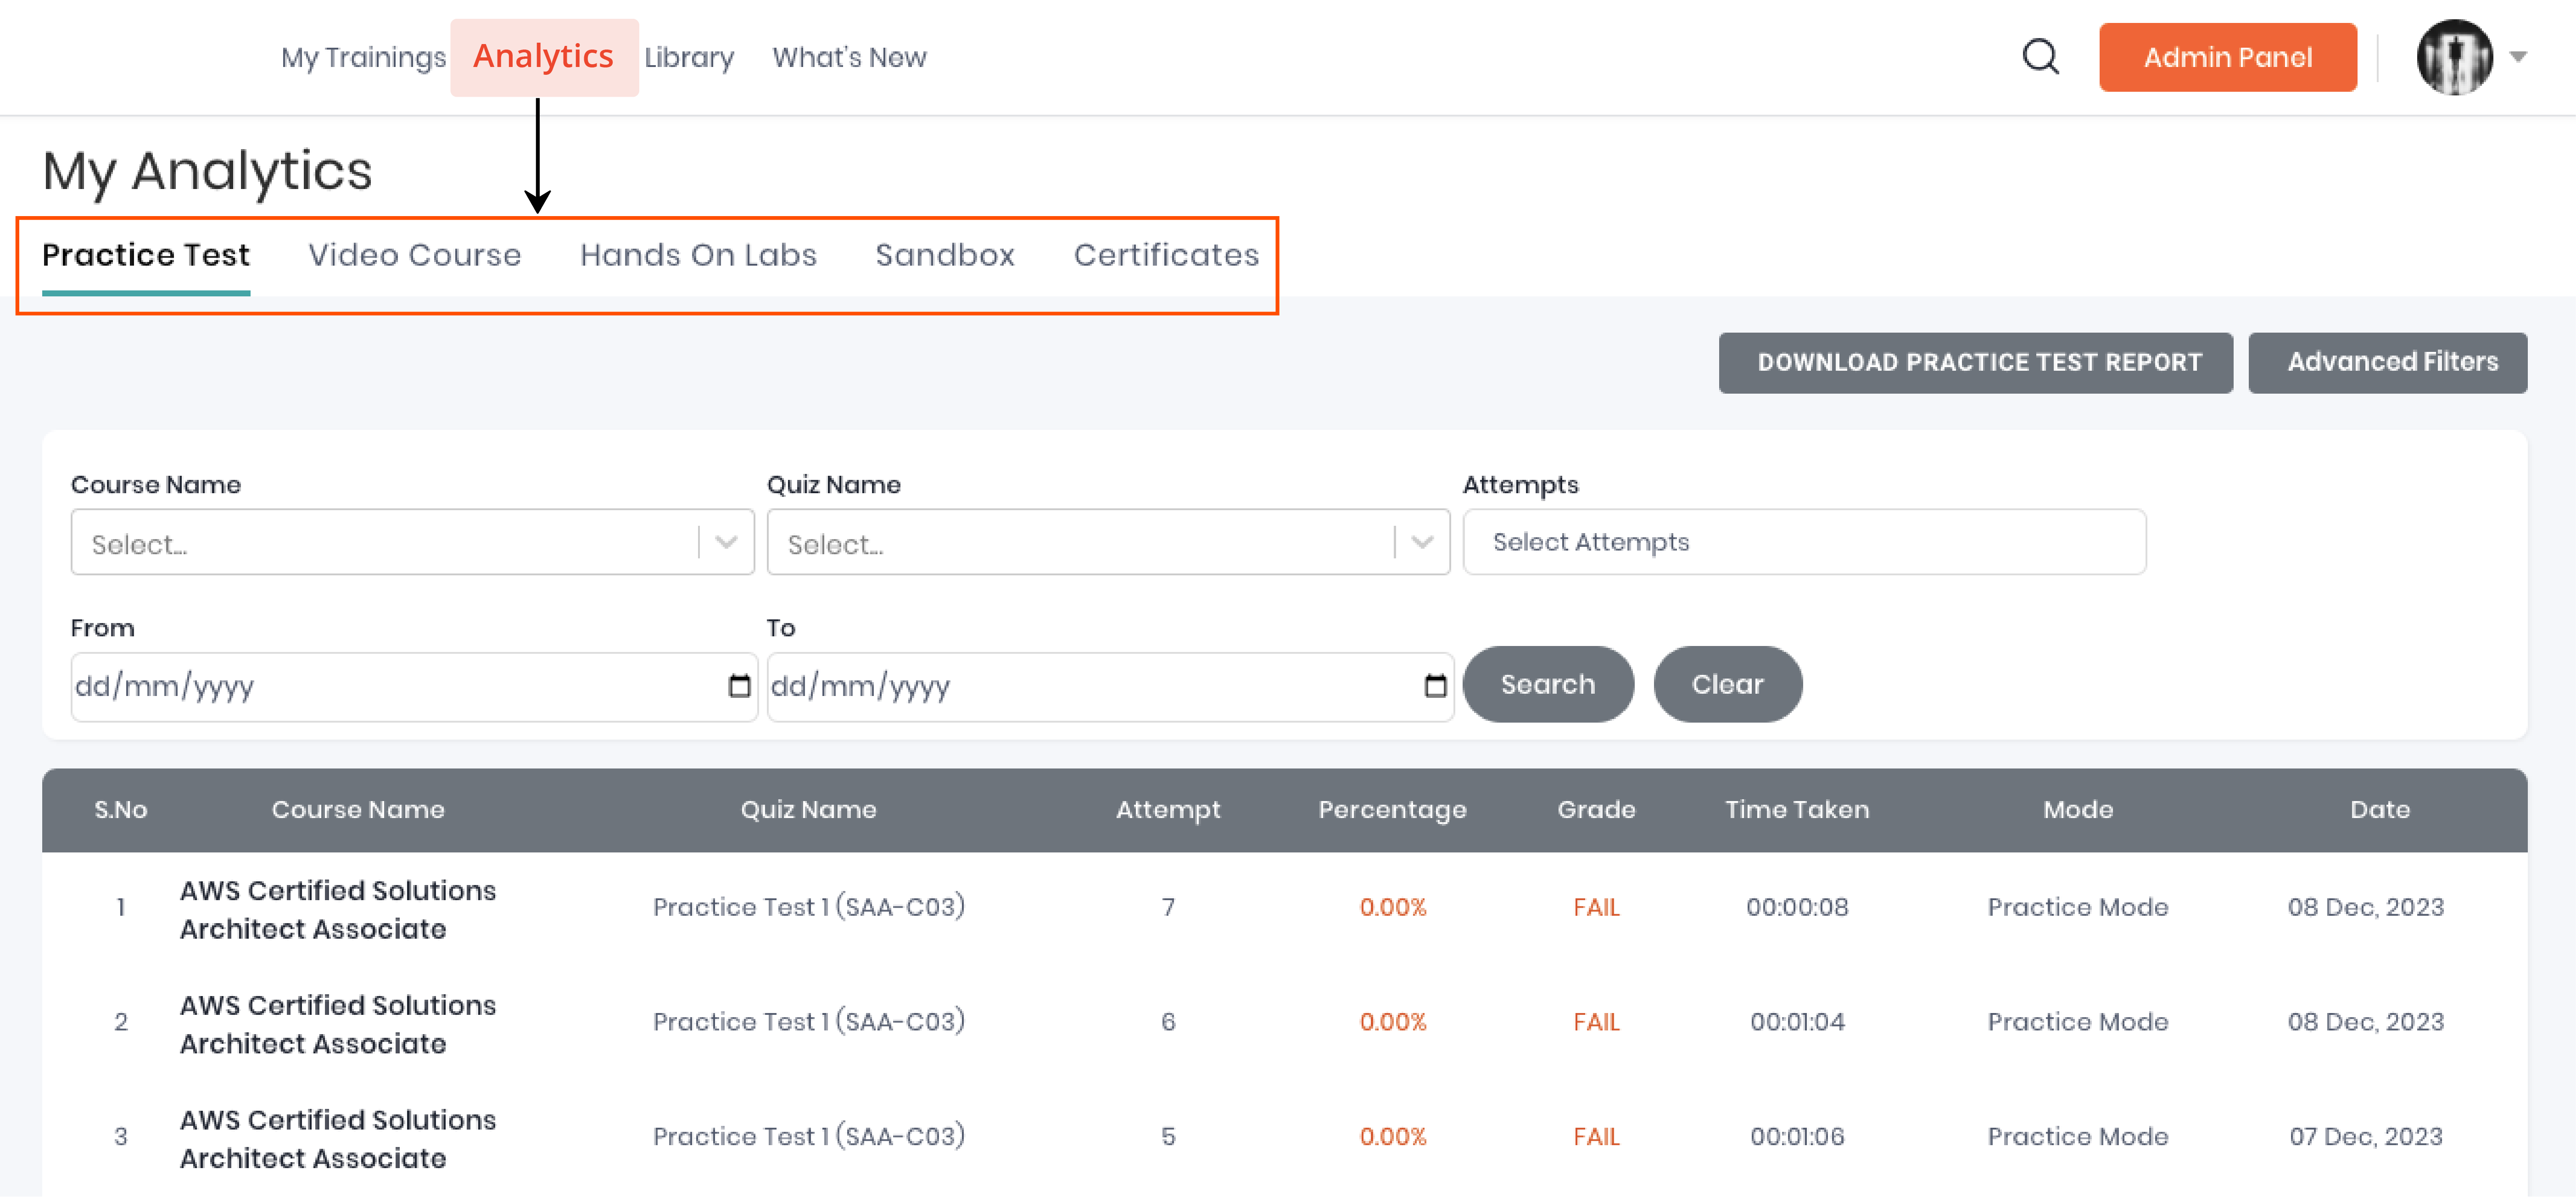 My Trainings Analytics Library What's New Admin Panel
My Analytics
Practice Test Video Course Hands On Labs Sandbox Certificates
DOWNLOAD PRACTICE TEST REPORT Advanced Filters
Course Name Quiz Name Attempts
Select... Select... Select Attempts
From To
dd/mm/yyyy dd/mm/yyyy Search Clear
S.No Course Name Quiz Name Attempt Percentage Grade Time Taken Mode Date
1 AWS Certified Solutions Architect Associate Practice Test 1 (SAA-C03) 7 0.00% FAIL 00:00:08 Practice Mode 08 Dec, 2023
2 AWS Certified Solutions Architect Associate Practice Test 1 (SAA-C03) 6 0.00% FAIL 00:01:04 Practice Mode 08 Dec, 2023
3 AWS Certified Solutions Architect Associate Practice Test 1 (SAA-C03) 5 0.00% FAIL 00:01:06 Practice Mode 07 Dec, 2023